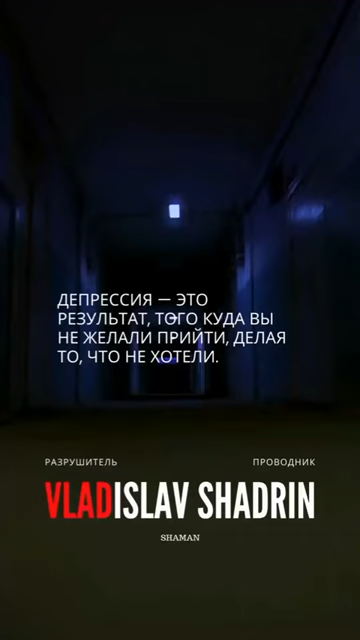 ДЕПРЕССИЯ — ЭТО
РЕЗУЛЬТАТ, ТОГО КУДА ВЫ
НЕ ЖЕЛАЛИ ПРИЙТИ, ДЕЛАЯ
ТО, ЧТО НЕ ХОТЕЛИ.
РАЗРУШИТЕЛЬ ПРОВОДНИК
VLADISLAV SHADRIN
SHAMAN